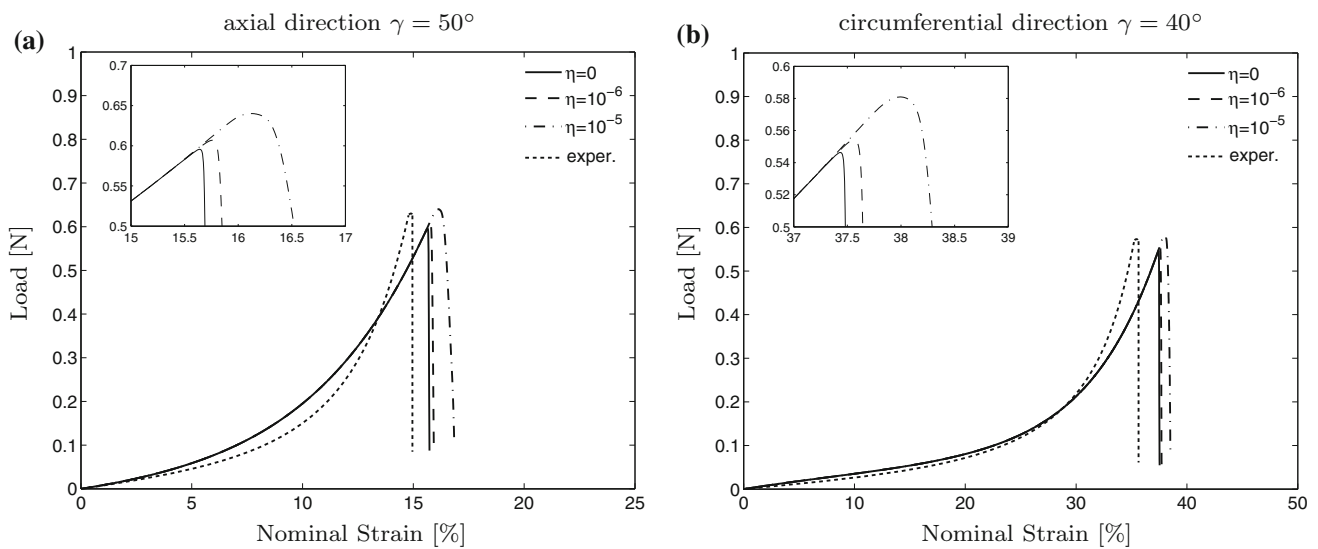 (a)
axial direction γ = 50°
1
0.9
0.8
0.7
0.6
0.5
0.4
0.3
0.2
0.1
0
0 5 10 15 20 25
Load [N]
Nominal Strain [%]
η=0
η=10⁻⁶
η=10⁻⁵
exper.
0.7
0.65
0.6
0.55
0.5
15 15.5 16 16.5 17
(b)
circumferential direction γ = 40°
1
0.9
0.8
0.7
0.6
0.5
0.4
0.3
0.2
0.1
0
0 10 20 30 40 50
Load [N]
Nominal Strain [%]
η=0
η=10⁻⁶
η=10⁻⁵
exper.
0.6
0.58
0.56
0.54
0.52
0.5
37 37.5 38 38.5 39